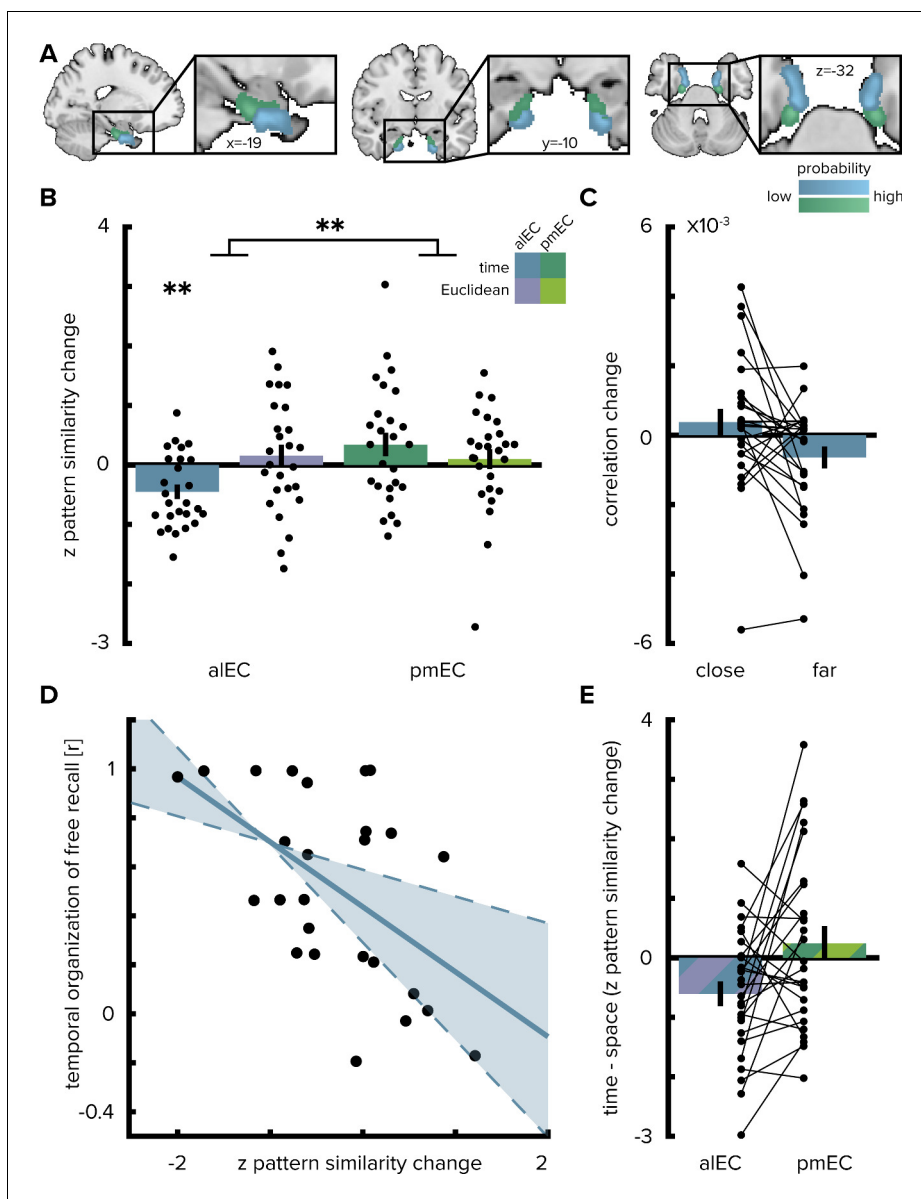 A
x=-19
y=-10
z=-32
probability
low
high
B
4
**
**
alEC
pmEC
time
Euclidean
z pattern similarity change
0
-3
alEC
pmEC
C
6
x10-3
correlation change
0
-6
close
far
D
temporal organization of free recall [r]
1
0
-0.4
-2
z pattern similarity change
2
E
4
time - space (z pattern similarity change)
0
-3
alEC
pmEC